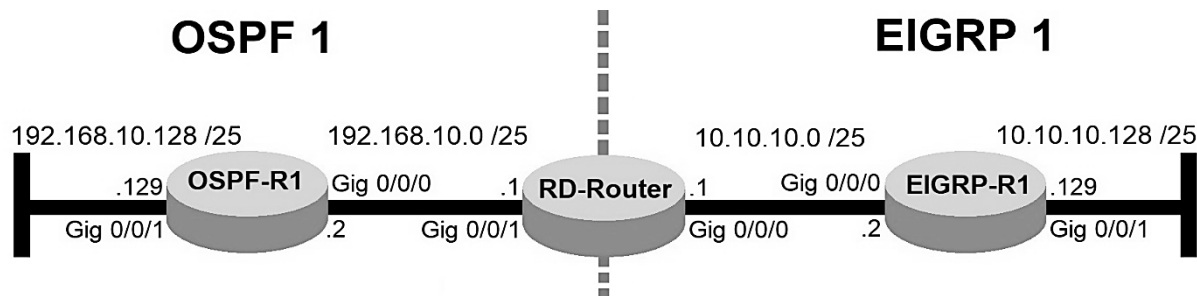 OSPF 1
EIGRP 1
192.168.10.128 /25
192.168.10.0 /25
10.10.10.0 /25
10.10.10.128 /25
.129
OSPF-R1
Gig 0/0/0
.1
RD-Router
.1
Gig 0/0/0
EIGRP-R1
.129
Gig 0/0/1
.2
Gig 0/0/1
Gig 0/0/0
.2
Gig 0/0/1